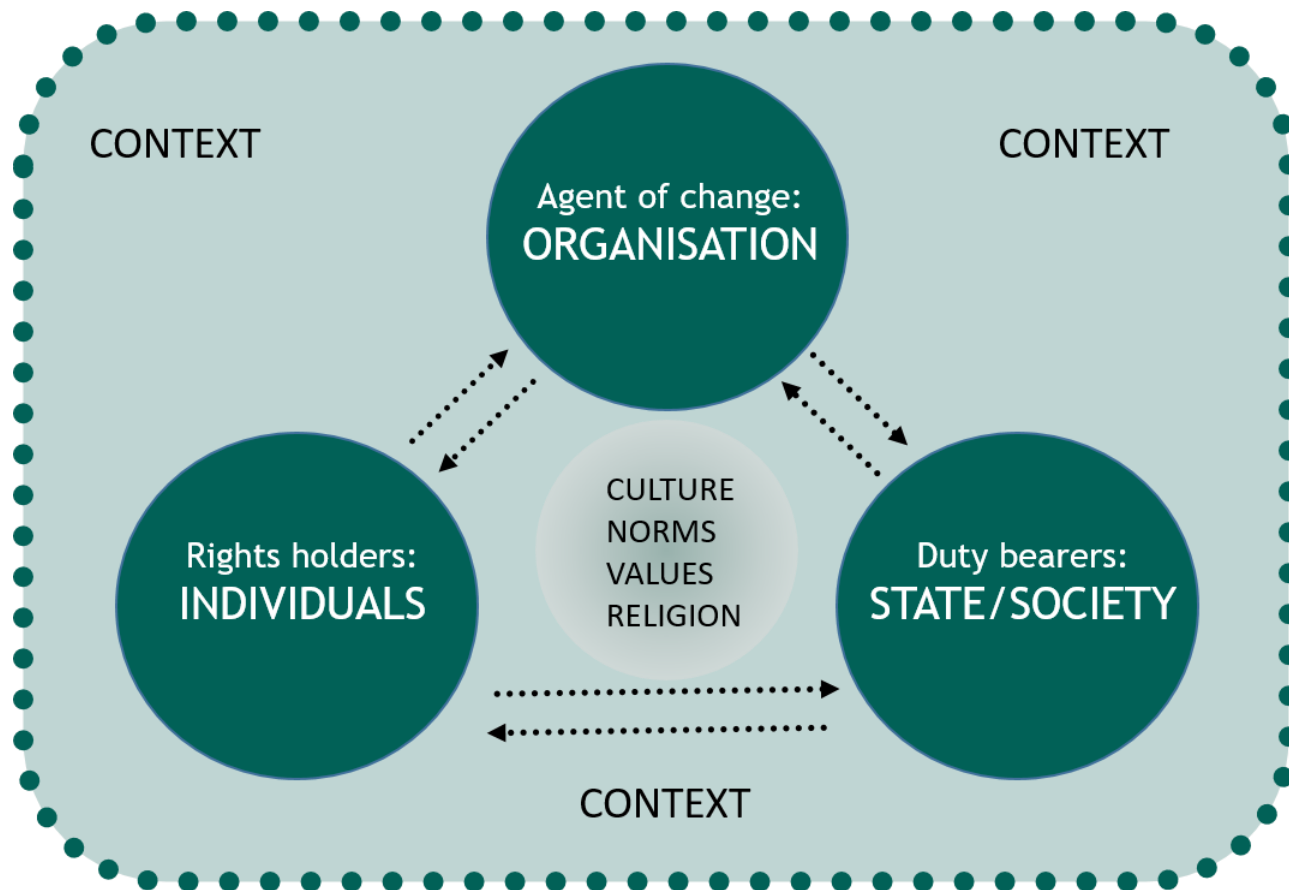 CONTEXT
CONTEXT
Agent of change:
ORGANISATION
CULTURE
NORMS
VALUES
RELIGION
Rights holders:
INDIVIDUALS
Duty bearers:
STATE/SOCIETY
CONTEXT